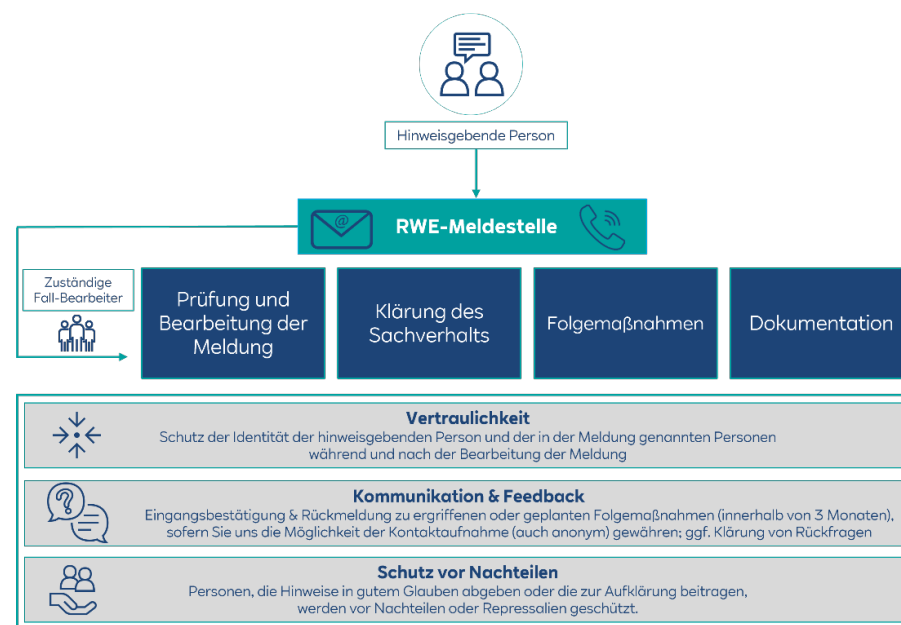 Hinweisgebende Person
@
RWE-Meldestelle
Zuständige
Fall-Bearbeiter
Prüfung und
Bearbeitung der
Meldung
Klärung des
Sachverhalts
Folgemaßnahmen
Dokumentation
Vertraulichkeit
Schutz der Identität der hinweisgebenden Person und der in der Meldung genannten Personen
während und nach der Bearbeitung der Meldung
?
Kommunikation & Feedback
Eingangsbestätigung & Rückmeldung zu ergriffenen oder geplanten Folgemaßnahmen (innerhalb von 3 Monaten),
sofern Sie uns die Möglichkeit der Kontaktaufnahme (auch anonym) gewähren; ggf. Klärung von Rückfragen
Schutz vor Nachteilen
Personen, die Hinweise in gutem Glauben abgeben oder die zur Aufklärung beitragen,
werden vor Nachteilen oder Repressalien geschützt.